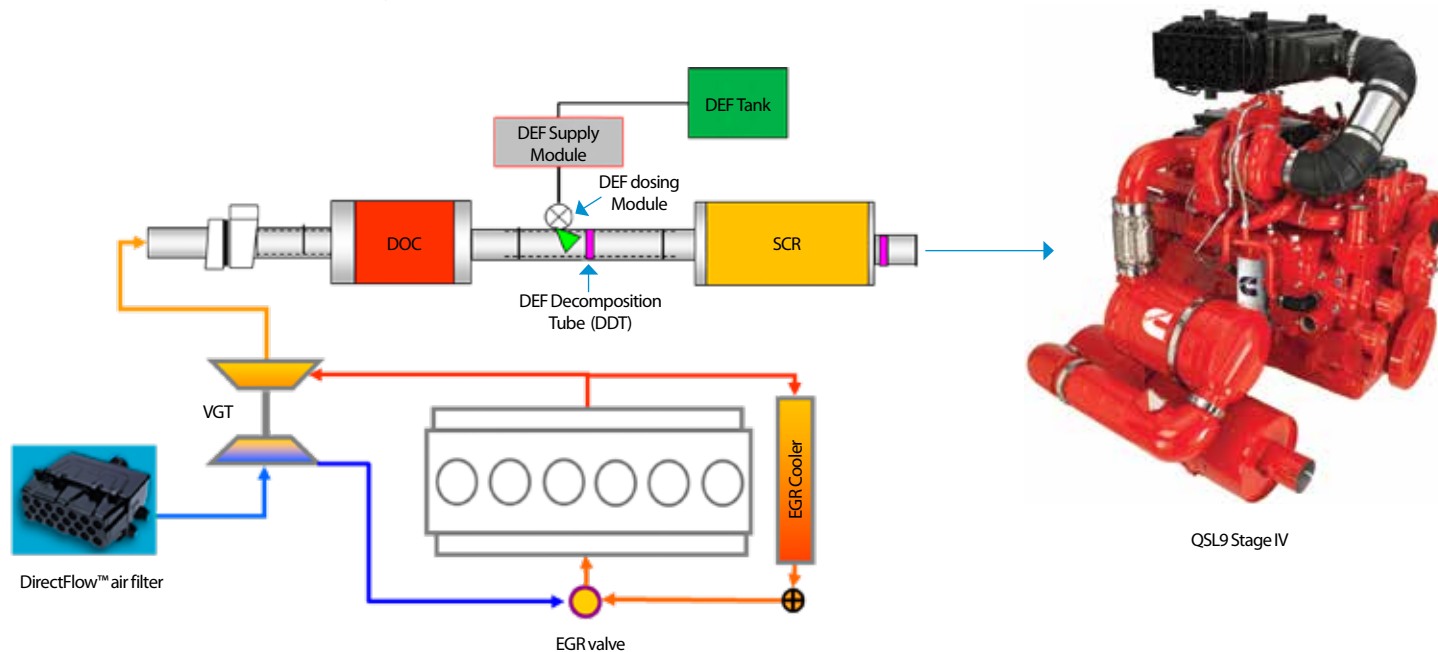 DEF Tank
DEF Supply
Module
DEF dosing
Module
DOC
SCR
DEF Decomposition
Tube (DDT)
VGT
EGR Cooler
DirectFlow™ air filter
EGR valve
QSL9 Stage IV